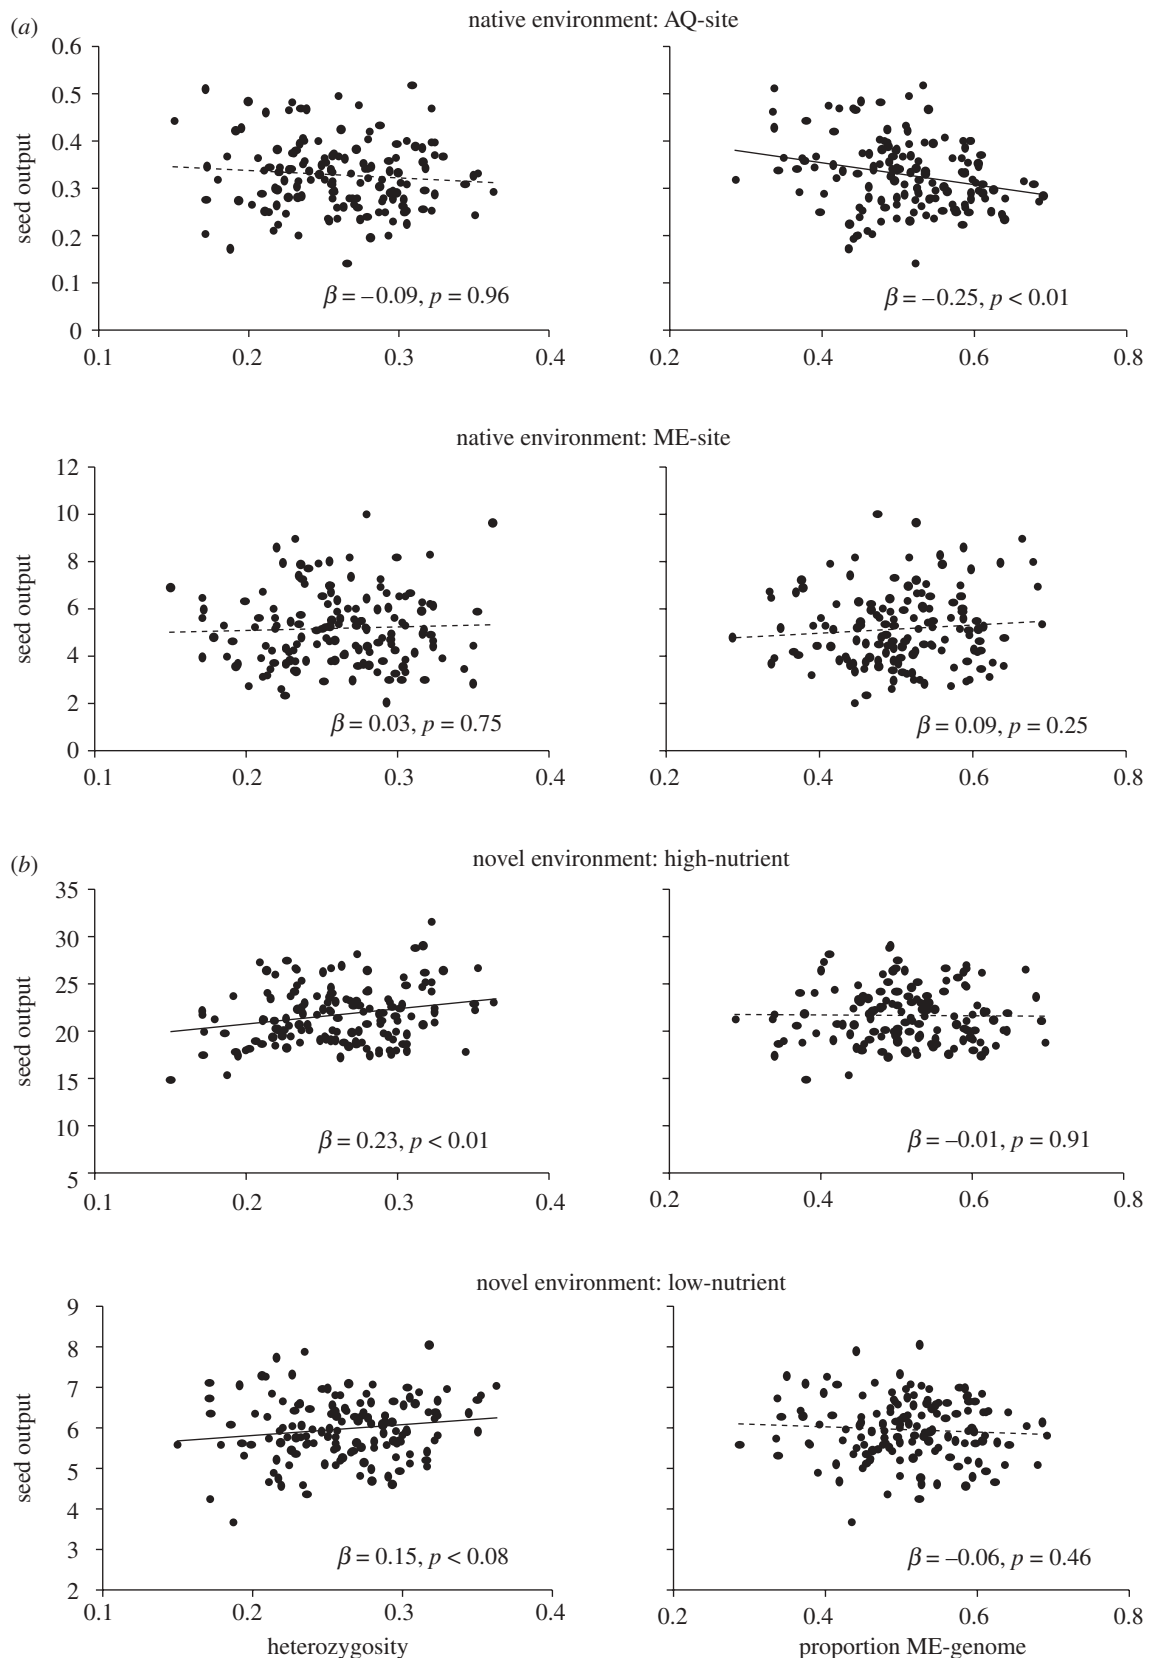 (a)
native environment: AQ-site
seed output
0.6
0.5
0.4
0.3
0.2
0.1
0
β = –0.09, p = 0.96
0.1 0.2 0.3 0.4
β = –0.25, p < 0.01
0.2 0.4 0.6 0.8
native environment: ME-site
seed output
12
10
8
6
4
2
0
β = 0.03, p = 0.75
0.1 0.2 0.3 0.4
β = 0.09, p = 0.25
0.2 0.4 0.6 0.8
(b)
novel environment: high-nutrient
seed output
35
30
25
20
15
10
5
β = 0.23, p < 0.01
0.1 0.2 0.3 0.4
β = –0.01, p = 0.91
0.2 0.4 0.6 0.8
novel environment: low-nutrient
seed output
9
8
7
6
5
4
3
2
β = 0.15, p < 0.08
0.1 0.2 0.3 0.4
heterozygosity
β = –0.06, p = 0.46
0.2 0.4 0.6 0.8
proportion ME-genome